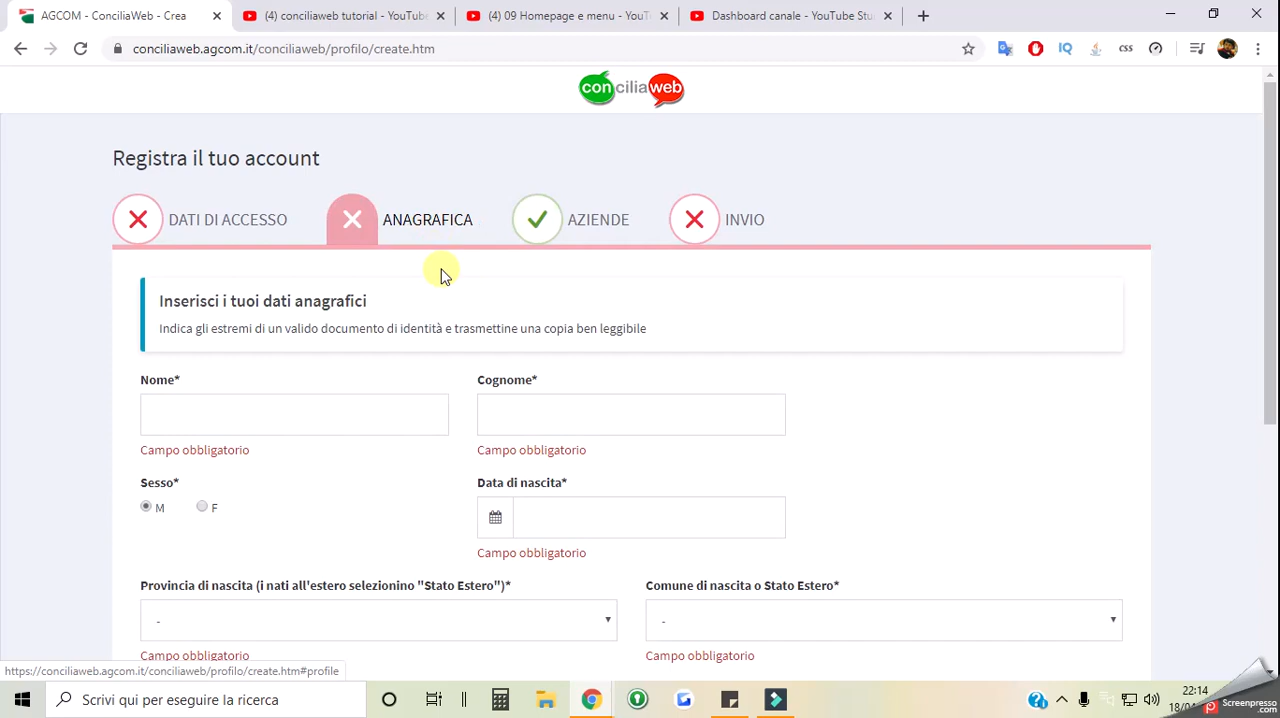 AGCOM - ConciliaWeb - Crea
(4) conciliaweb tutorial - YouTube
(4) 09 Homepage e menu - YouT
Dashboard canale - YouTube Stu
conciliaweb.agcom.it/conciliaweb/profilo/create.htm
IQ
css
conciliaweb
Registra il tuo account
DATI DI ACCESSO
ANAGRAFICA
AZIENDE
INVIO
Inserisci i tuoi dati anagrafici
Indica gli estremi di un valido documento di identità e trasmettine una copia ben leggibile
Nome*
Cognome*
Campo obbligatorio
Campo obbligatorio
Sesso*
Data di nascita*
M
F
Campo obbligatorio
Provincia di nascita (i nati all'estero selezionino "Stato Estero")*
Comune di nascita o Stato Estero*
-
-
Campo obbligatorio
Campo obbligatorio
https://conciliaweb.agcom.it/conciliaweb/profilo/create.htm#profile
Scrivi qui per eseguire la ricerca
22:14
Screenpresso
.com